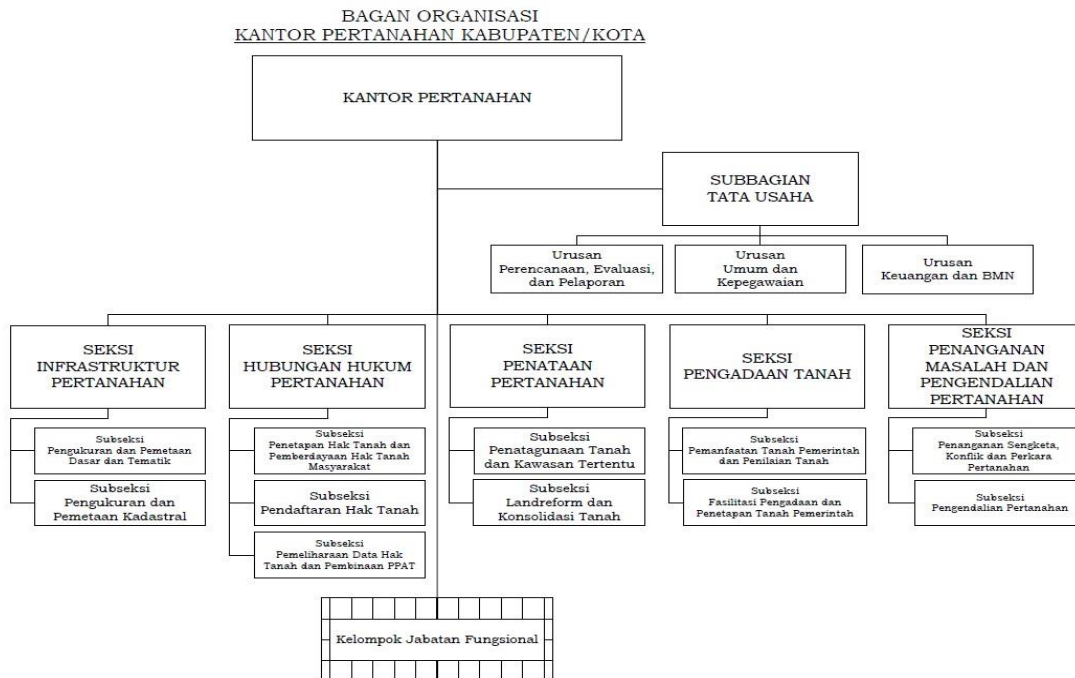 BAGAN ORGANISASI
KANTOR PERTANAHAN KABUPATEN/KOTA
KANTOR PERTANAHAN
SUBBAGIAN
TATA USAHA
Urusan
Perencanaan, Evaluasi,
dan Pelaporan
Urusan
Umum dan
Kepegawaian
Urusan
Keuangan dan BMN
SEKSI
INFRASTRUKTUR
PERTANAHAN
SEKSI
HUBUNGAN HUKUM
PERTANAHAN
SEKSI
PENATAAN
PERTANAHAN
SEKSI
PENGADAAN TANAH
SEKSI
PENANGANAN
MASALAH DAN
PENGENDALIAN
PERTANAHAN
Subseksi
Pengukuran dan Pemetaan
Dasar dan Tematik
Subseksi
Pengukuran dan
Pemetaan Kadastral
Subseksi
Penetapan Hak Tanah dan
Pemberdayaan Hak Tanah
Masyarakat
Subseksi
Pendaftaran Hak Tanah
Subseksi
Pemeliharaan Data Hak
Tanah dan Pembinaan PPAT
Subseksi
Penatagunaan Tanah
dan Kawasan Tertentu
Subseksi
Landreform dan
Konsolidasi Tanah
Subseksi
Pemanfaatan Tanah Pemerintah
dan Penilaian Tanah
Subseksi
Fasilitasi Pengadaan dan
Penetapan Tanah Pemerintah
Subseksi
Penanganan Sengketa,
Konflik dan Perkara
Pertanahan
Subseksi
Pengendalian Pertanahan
Kelompok Jabatan Fungsional